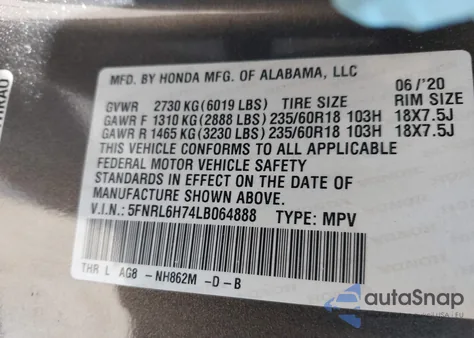 MFD. BY HONDA MFG. OF ALABAMA, LLC 06/'20
GVWR 2730 KG(6019 LBS) TIRE SIZE RIM SIZE
GAWR F 1310 KG(2888 LBS) 235/60R18 103H 18X7.5J
GAWR R 1465 KG(3230 LBS) 235/60R18 103H 18X7.5J
THIS VEHICLE CONFORMS TO ALL APPLICABLE
FEDERAL MOTOR VEHICLE SAFETY
STANDARDS IN EFFECT ON THE DATE OF
MANUFACTURE SHOWN ABOVE.
V.I.N.: 5FNRL6H74LB064888 TYPE: MPV
THR L AG8 -NH862M -D-B
autoSnap